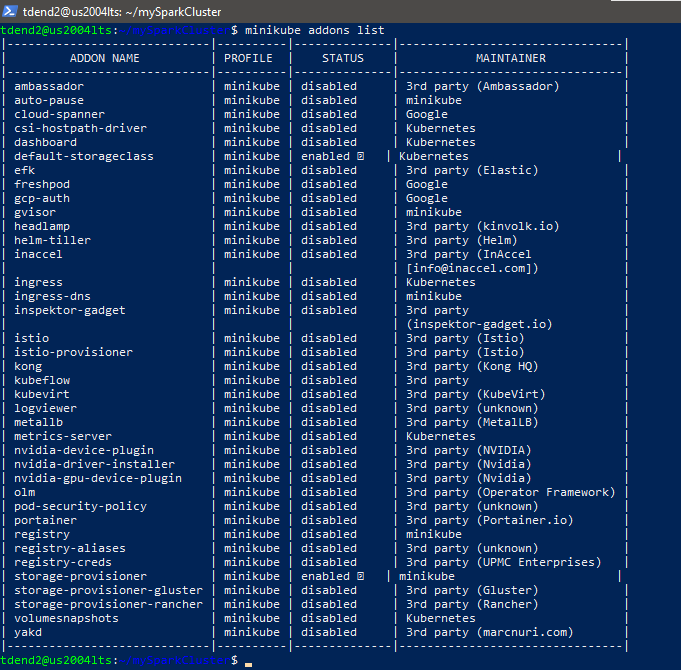 tdend2@us2004lts: ~/mySparkCluster
tdend2@us2004lts:~/mySparkCluster$ minikube addons list
|-----------------------------|----------|--------------|--------------------------------|
| ADDON NAME | PROFILE | STATUS | MAINTAINER |
|-----------------------------|----------|--------------|--------------------------------|
| ambassador | minikube | disabled | 3rd party (Ambassador) |
| auto-pause | minikube | disabled | minikube |
| cloud-spanner | minikube | disabled | Google |
| csi-hostpath-driver | minikube | disabled | Kubernetes |
| dashboard | minikube | disabled | Kubernetes |
| default-storageclass | minikube | enabled | Kubernetes |
| efk | minikube | disabled | 3rd party (Elastic) |
| freshpod | minikube | disabled | Google |
| gcp-auth | minikube | disabled | Google |
| gvisor | minikube | disabled | minikube |
| headlamp | minikube | disabled | 3rd party (kinvolk.io) |
| helm-tiller | minikube | disabled | 3rd party (Helm) |
| inaccel | minikube | disabled | 3rd party (InAccel |
| | | | [info@inaccel.com]) |
| ingress | minikube | disabled | Kubernetes |
| ingress-dns | minikube | disabled | minikube |
| inspektor-gadget | minikube | disabled | 3rd party |
| | | | (inspektor-gadget.io) |
| istio | minikube | disabled | 3rd party (Istio) |
| istio-provisioner | minikube | disabled | 3rd party (Istio) |
| kong | minikube | disabled | 3rd party (Kong HQ) |
| kubeflow | minikube | disabled | 3rd party |
| kubevirt | minikube | disabled | 3rd party (KubeVirt) |
| logviewer | minikube | disabled | 3rd party (unknown) |
| metallb | minikube | disabled | 3rd party (MetalLB) |
| metrics-server | minikube | disabled | Kubernetes |
| nvidia-device-plugin | minikube | disabled | 3rd party (NVIDIA) |
| nvidia-driver-installer | minikube | disabled | 3rd party (Nvidia) |
| nvidia-gpu-device-plugin | minikube | disabled | 3rd party (Nvidia) |
| olm | minikube | disabled | 3rd party (Operator Framework) |
| pod-security-policy | minikube | disabled | 3rd party (unknown) |
| portainer | minikube | disabled | 3rd party (Portainer.io) |
| registry | minikube | disabled | minikube |
| registry-aliases | minikube | disabled | 3rd party (unknown) |
| registry-creds | minikube | disabled | 3rd party (UPMC Enterprises) |
| storage-provisioner | minikube | enabled | minikube |
| storage-provisioner-gluster | minikube | disabled | 3rd party (Gluster) |
| storage-provisioner-rancher | minikube | disabled | 3rd party (Rancher) |
| volumesnapshots | minikube | disabled | Kubernetes |
| yakd | minikube | disabled | 3rd party (marcnuri.com) |
|-----------------------------|----------|--------------|--------------------------------|
tdend2@us2004lts:~/mySparkCluster$